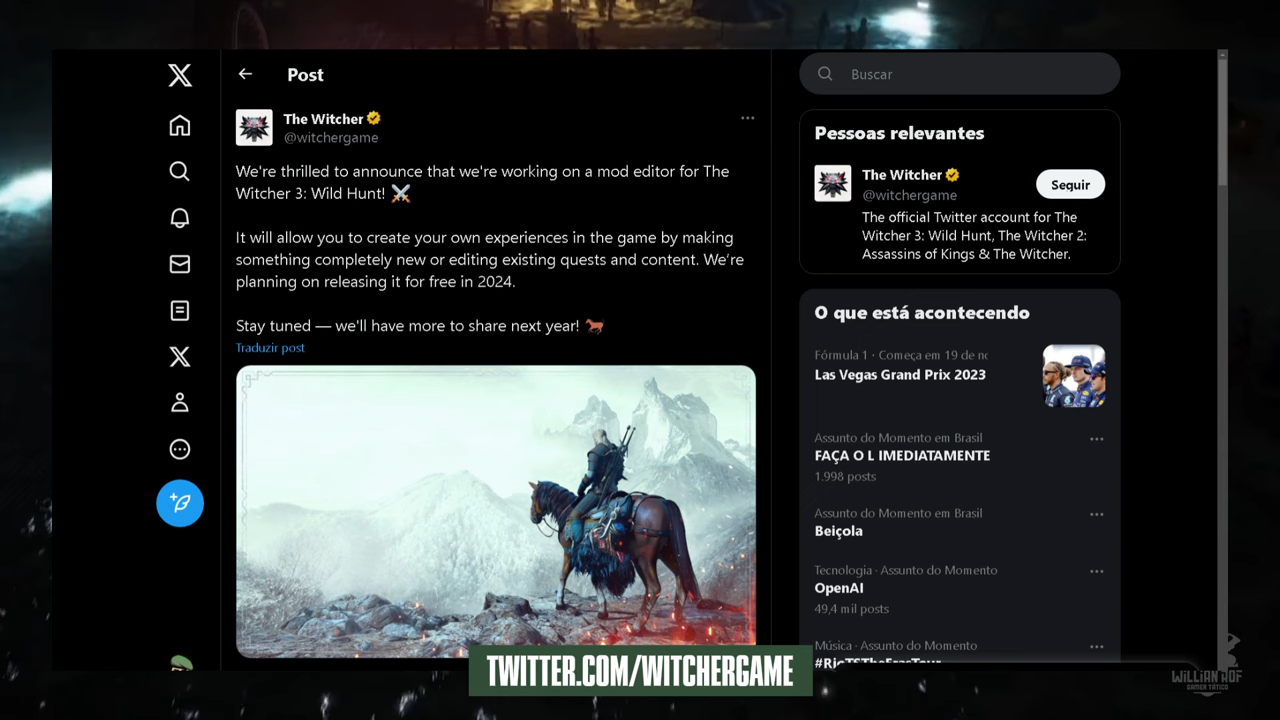 Post
The Witcher
@witchergame
We're thrilled to announce that we're working on a mod editor for The
Witcher 3: Wild Hunt! ⚔️
It will allow you to create your own experiences in the game by making
something completely new or editing existing quests and content. We're
planning on releasing it for free in 2024.
Stay tuned — we'll have more to share next year! 🐎
Traduzir post
Buscar
Pessoas relevantes
The Witcher
@witchergame
Seguir
The official Twitter account for The
Witcher 3: Wild Hunt, The Witcher 2:
Assassins of Kings & The Witcher.
O que está acontecendo
Fórmula 1 · Começa em 19 de
Las Vegas Grand Prix 2023
Assunto do Momento em Brasil
FAÇA O L IMEDIATAMENTE
1.998 posts
Assunto do Momento em Brasil
Beiçola
Tecnologia · Assunto do Momento
OpenAI
49,4 mil posts
Música · Assunto do Momento
#RioTSTheErasTour
TWITTER.COM/WITCHERGAME
WILLIAN ROF
GAMER TÁTICO